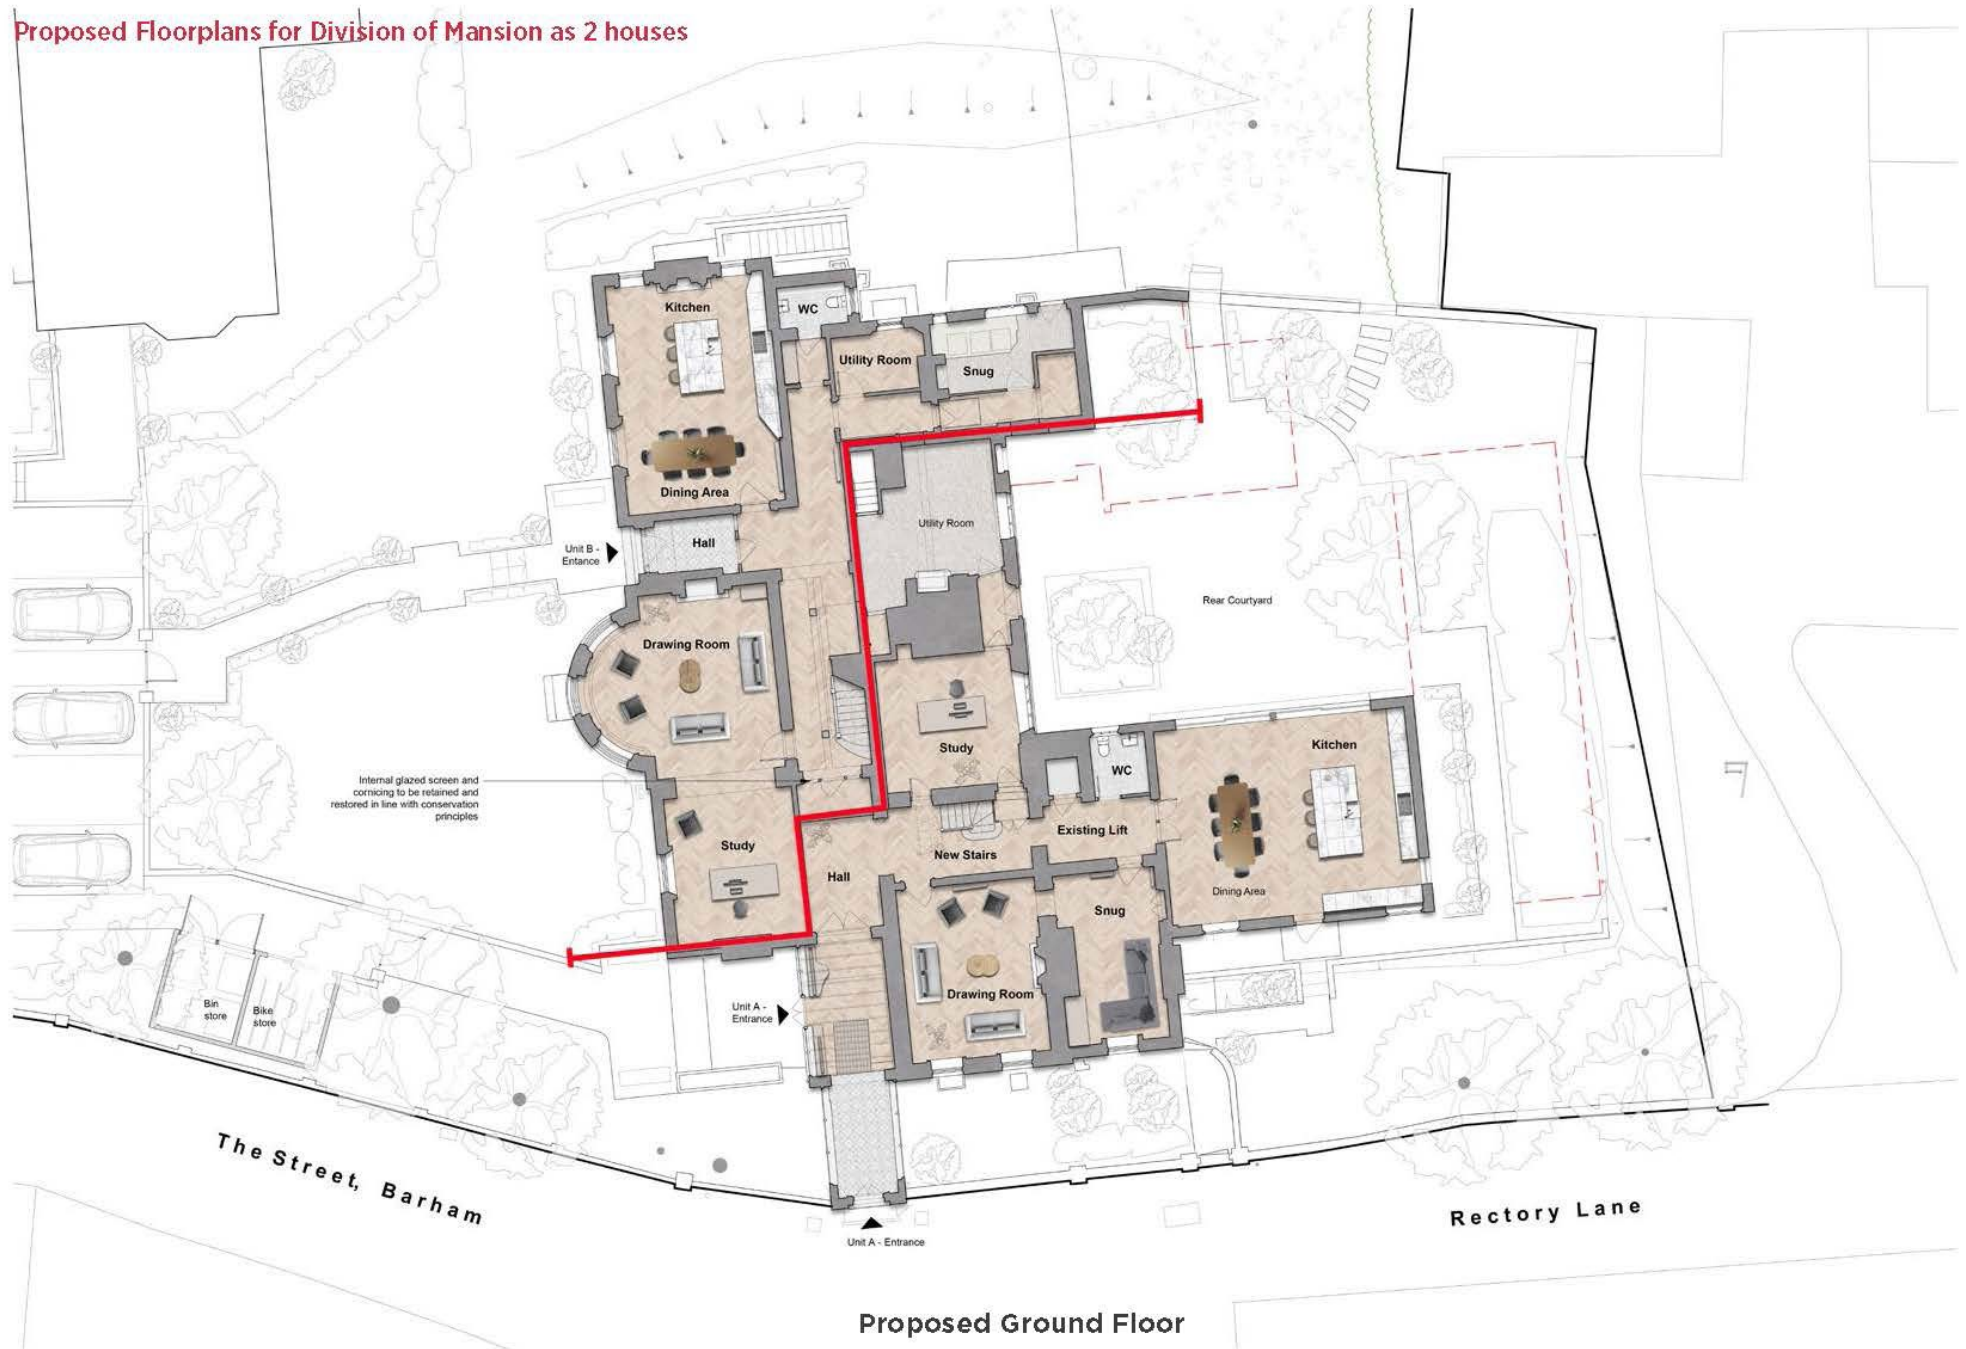 Proposed Floorplans for Division of Mansion as 2 houses
Kitchen
WC
Utility Room
Snug
Dining Area
Utility Room
Unit B -
Entance
Hall
Rear Courtyard
Drawing Room
Study
Kitchen
WC
Internal glazed screen and
cornicing to be retained and
restored in line with conservation
principles
Study
Existing Lift
New Stairs
Hall
Dining Area
Snug
Drawing Room
Bin
store
Bike
store
Unit A -
Entrance
The Street, Barham
Rectory Lane
Unit A - Entrance
Proposed Ground Floor